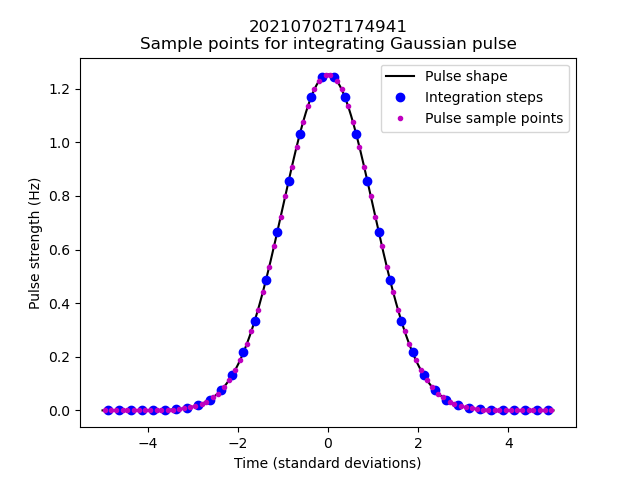 20210702T174941
Sample points for integrating Gaussian pulse
Pulse shape
Integration steps
Pulse sample points
Pulse strength (Hz)
1.2
1.0
0.8
0.6
0.4
0.2
0.0
−4 −2 0 2 4
Time (standard deviations)